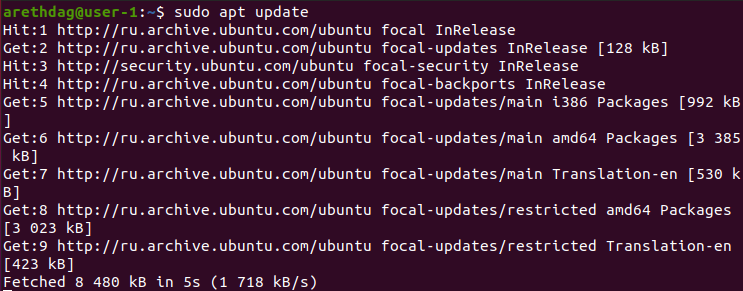 arethdag@user-1:~$ sudo apt update
Hit:1 http://ru.archive.ubuntu.com/ubuntu focal InRelease
Get:2 http://ru.archive.ubuntu.com/ubuntu focal-updates InRelease [128 kB]
Hit:3 http://security.ubuntu.com/ubuntu focal-security InRelease
Hit:4 http://ru.archive.ubuntu.com/ubuntu focal-backports InRelease
Get:5 http://ru.archive.ubuntu.com/ubuntu focal-updates/main i386 Packages [992 kB
]
Get:6 http://ru.archive.ubuntu.com/ubuntu focal-updates/main amd64 Packages [3 385
 kB]
Get:7 http://ru.archive.ubuntu.com/ubuntu focal-updates/main Translation-en [530 k
B]
Get:8 http://ru.archive.ubuntu.com/ubuntu focal-updates/restricted amd64 Packages
[3 023 kB]
Get:9 http://ru.archive.ubuntu.com/ubuntu focal-updates/restricted Translation-en
[423 kB]
Fetched 8 480 kB in 5s (1 718 kB/s)